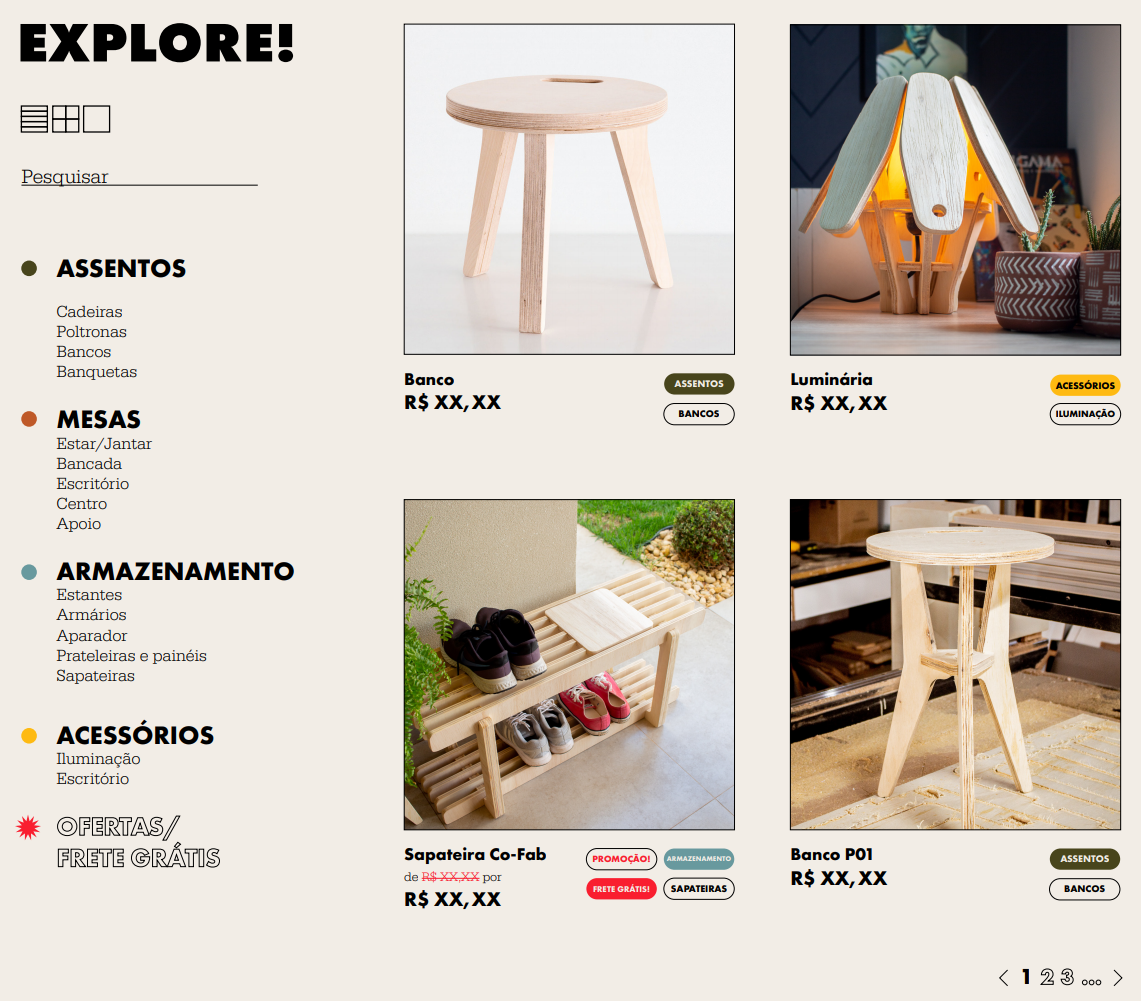 EXPLORE!
Pesquisar
ASSENTOS
Cadeiras
Poltronas
Bancos
Banquetas
MESAS
Estar/Jantar
Bancada
Escritório
Centro
Apoio
ARMAZENAMENTO
Estantes
Armários
Aparador
Prateleiras e painéis
Sapateiras
ACESSÓRIOS
Iluminação
Escritório
OFERTAS/
FRETE GRÁTIS
Banco
R$ XX,XX
ASSENTOS
BANCOS
GAMA
Luminária
R$ XX,XX
ACESSÓRIOS
ILUMINAÇÃO
Sapateira Co-Fab
de R$ XX,XX por
R$ XX,XX
PROMOÇÃO!
ARMAZENAMENTO
FRETE GRÁTIS!
SAPATEIRAS
Banco P01
R$ XX,XX
ASSENTOS
BANCOS
1 2 3 ...